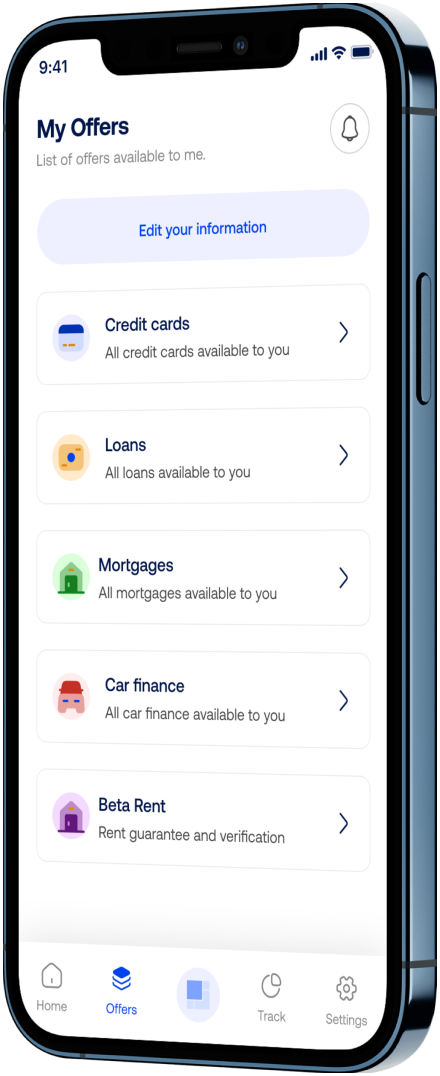 9:41
My Offers
List of offers available to me.
Edit your information
Credit cards
All credit cards available to you
Loans
All loans available to you
Mortgages
All mortgages available to you
Car finance
All car finance available to you
Beta Rent
Rent guarantee and verification
Home
Offers
Track
Settings